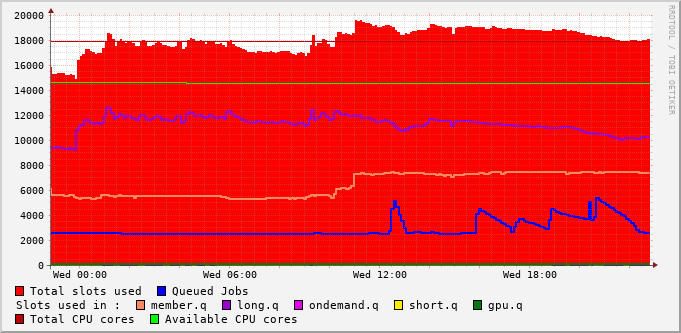 20000
18000
16000
14000
12000
10000
8000
6000
4000
2000
0
Wed 00:00 Wed 06:00 Wed 12:00 Wed 18:00
Total slots used Queued Jobs
Slots used in : member.q long.q ondemand.q short.q gpu.q
Total CPU cores Available CPU cores
RRDTOOL / TOBI OETIKER